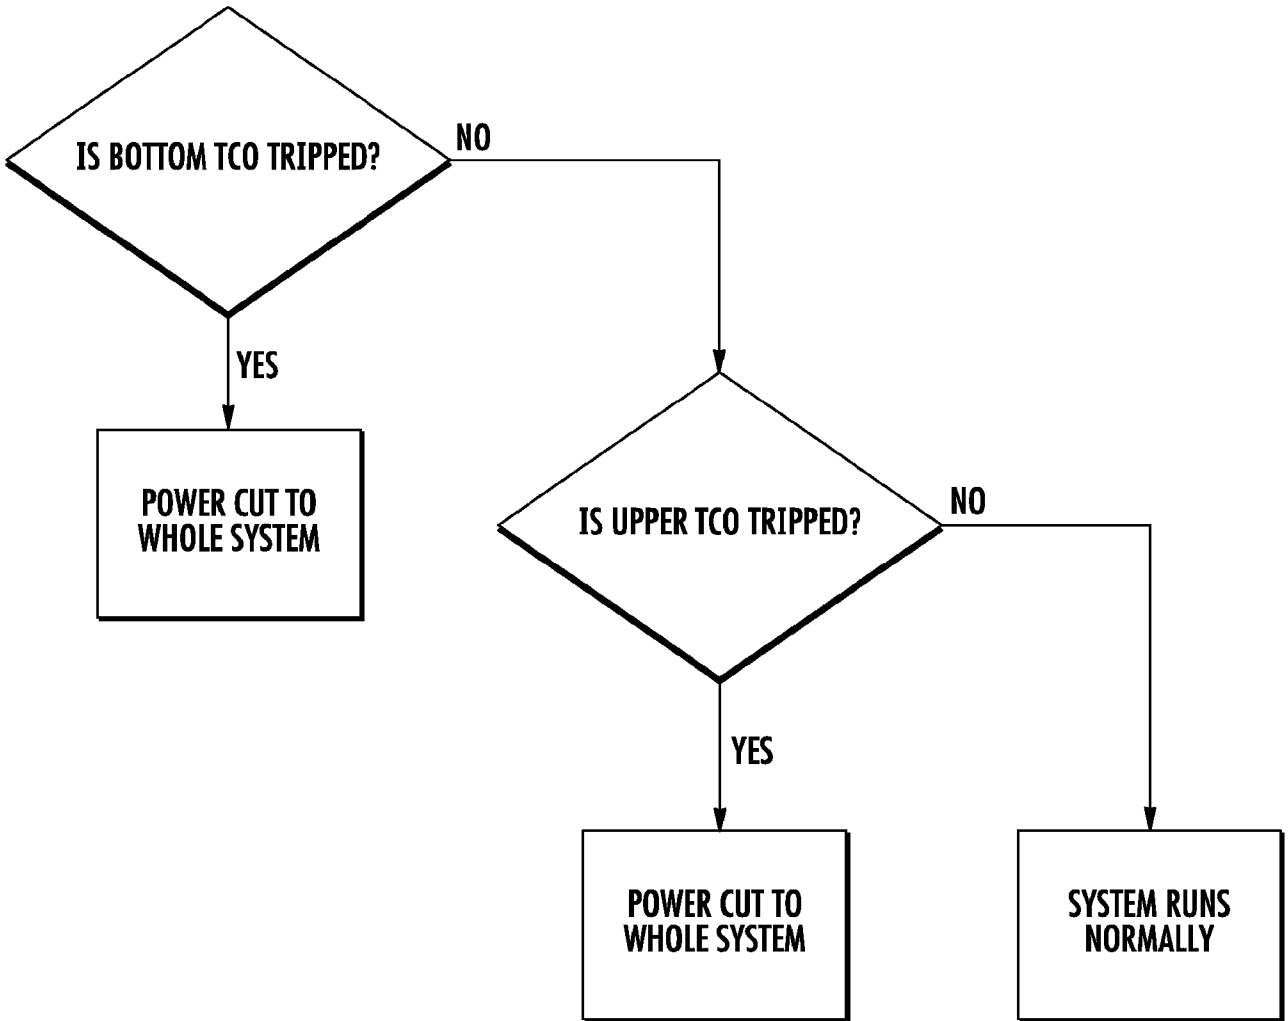 IS BOTTOM TCO TRIPPED?
NO
YES
POWER CUT TO
WHOLE SYSTEM
IS UPPER TCO TRIPPED?
NO
YES
POWER CUT TO
WHOLE SYSTEM
SYSTEM RUNS
NORMALLY